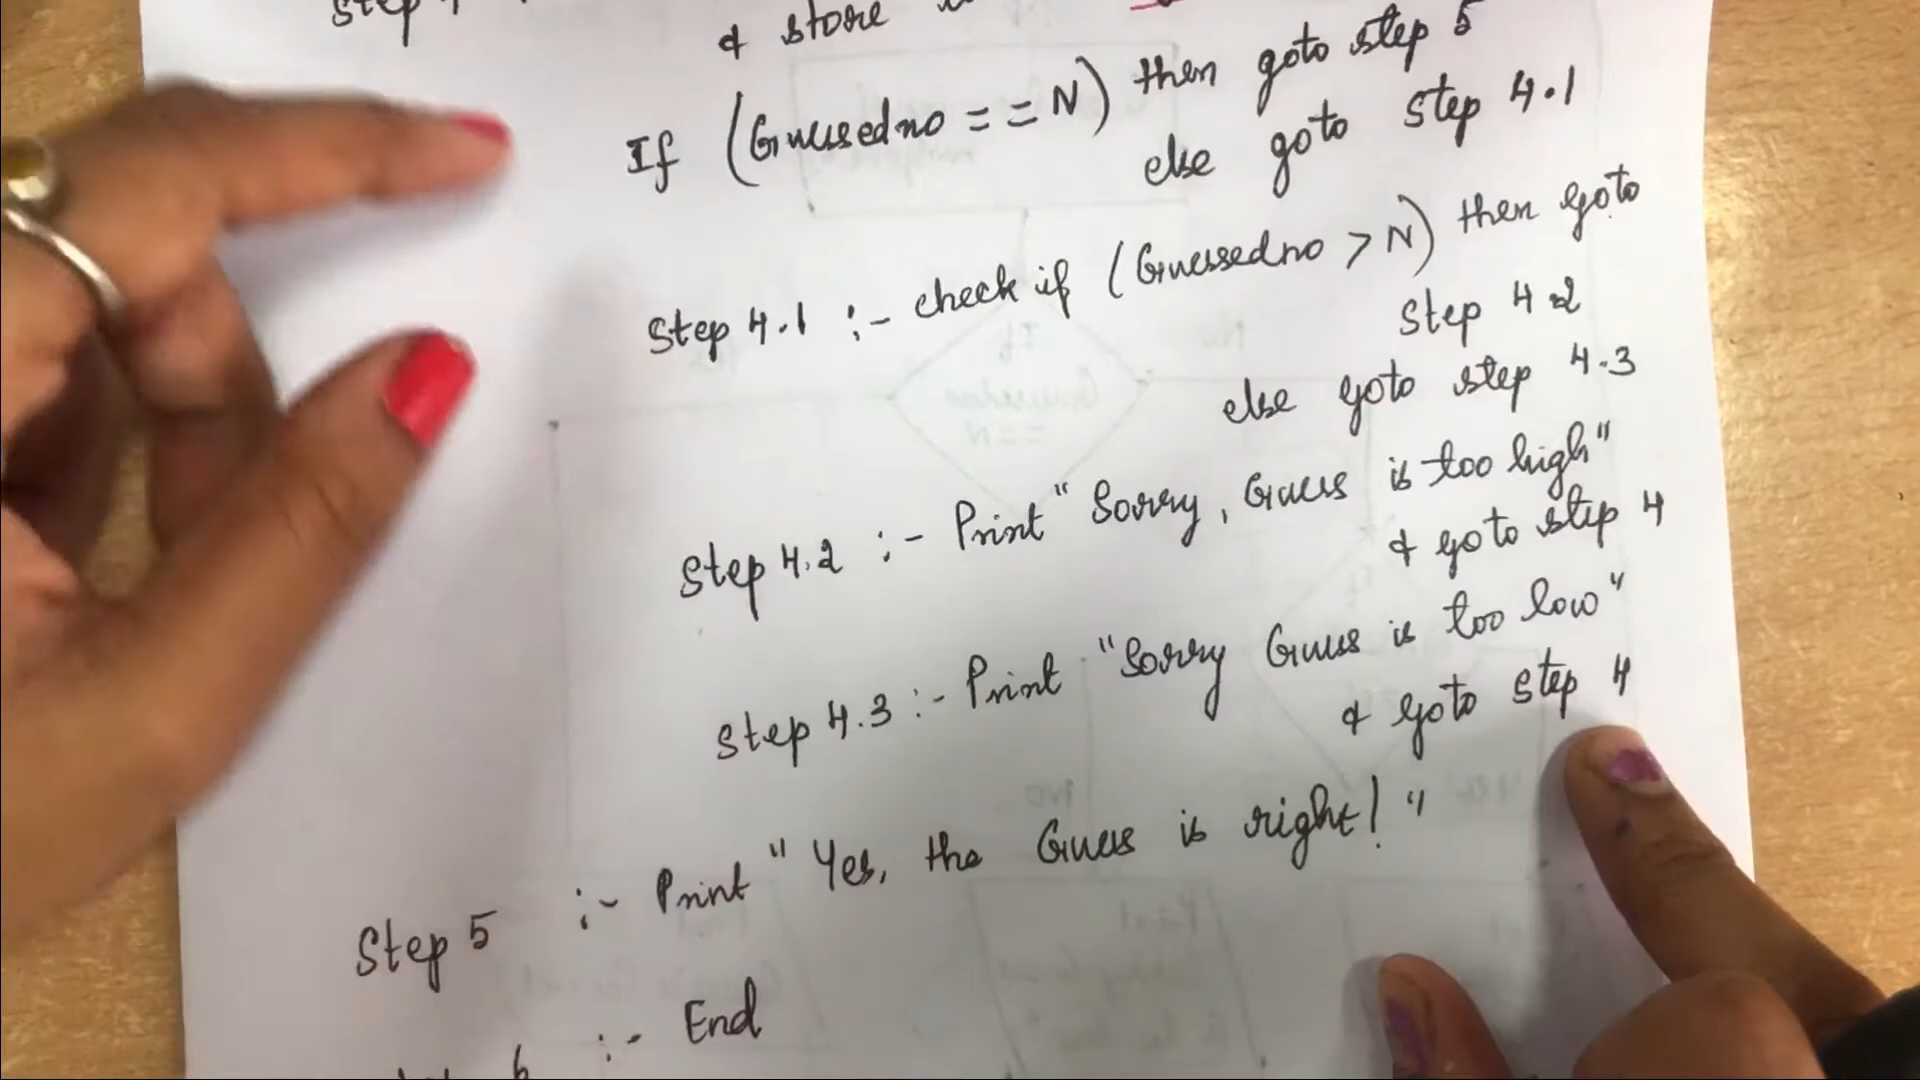 Step 4
& store
If (Guessedno == N) then goto step 5
else goto step 4.1
Step 4.1 :- check if (Guessedno > N) then goto
step 4.2
else goto step 4.3
Step 4.2 :- Print "Sorry, Guess is too high"
& goto step 4
Step 4.3 :- Print "Sorry Guess is too low"
& goto step 4
Step 5 :- Print "Yes, the Guess is right!"
6 :- End